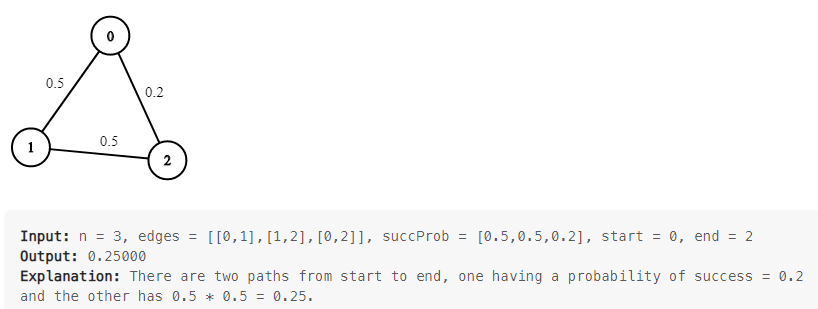 0
0.5
0.2
0.5
1
2
Input: n = 3, edges = [[0,1],[1,2],[0,2]], succProb = [0.5,0.5,0.2], start = 0, end = 2
Output: 0.25000
Explanation: There are two paths from start to end, one having a probability of success = 0.2
and the other has 0.5 * 0.5 = 0.25.